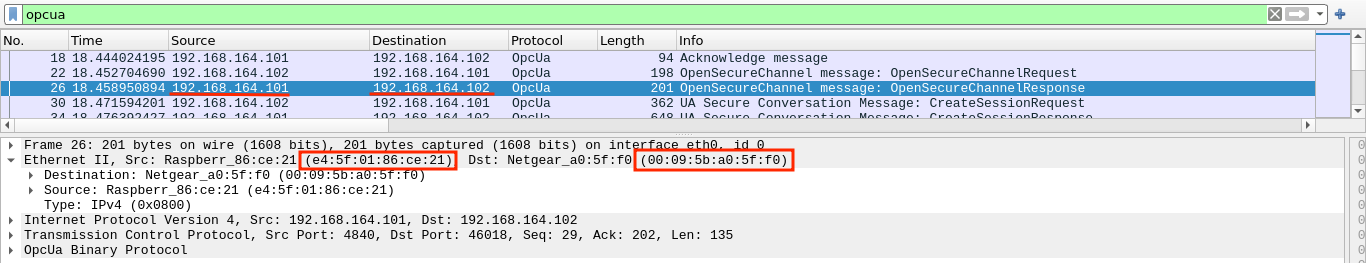 opcua
No. Time Source Destination Protocol Length Info
18 18.444024195 192.168.164.101 192.168.164.102 OpcUa 94 Acknowledge message
22 18.452704690 192.168.164.102 192.168.164.101 OpcUa 198 OpenSecureChannel message: OpenSecureChannelRequest
26 18.458950894 192.168.164.101 192.168.164.102 OpcUa 201 OpenSecureChannel message: OpenSecureChannelResponse
30 18.471594201 192.168.164.102 192.168.164.101 OpcUa 362 UA Secure Conversation Message: CreateSessionRequest
34 18.476392427 192.168.164.101 192.168.164.102 OpcUa 648 UA Secure Conversation Message: CreateSessionResponse
Frame 26: 201 bytes on wire (1608 bits), 201 bytes captured (1608 bits) on interface eth0, id 0
Ethernet II, Src: Raspberr_86:ce:21 (e4:5f:01:86:ce:21) Dst: Netgear_a0:5f:f0 (00:09:5b:a0:5f:f0)
Destination: Netgear_a0:5f:f0 (00:09:5b:a0:5f:f0)
Source: Raspberr_86:ce:21 (e4:5f:01:86:ce:21)
Type: IPv4 (0x0800)
Internet Protocol Version 4, Src: 192.168.164.101, Dst: 192.168.164.102
Transmission Control Protocol, Src Port: 4840, Dst Port: 46018, Seq: 29, Ack: 202, Len: 135
OpcUa Binary Protocol